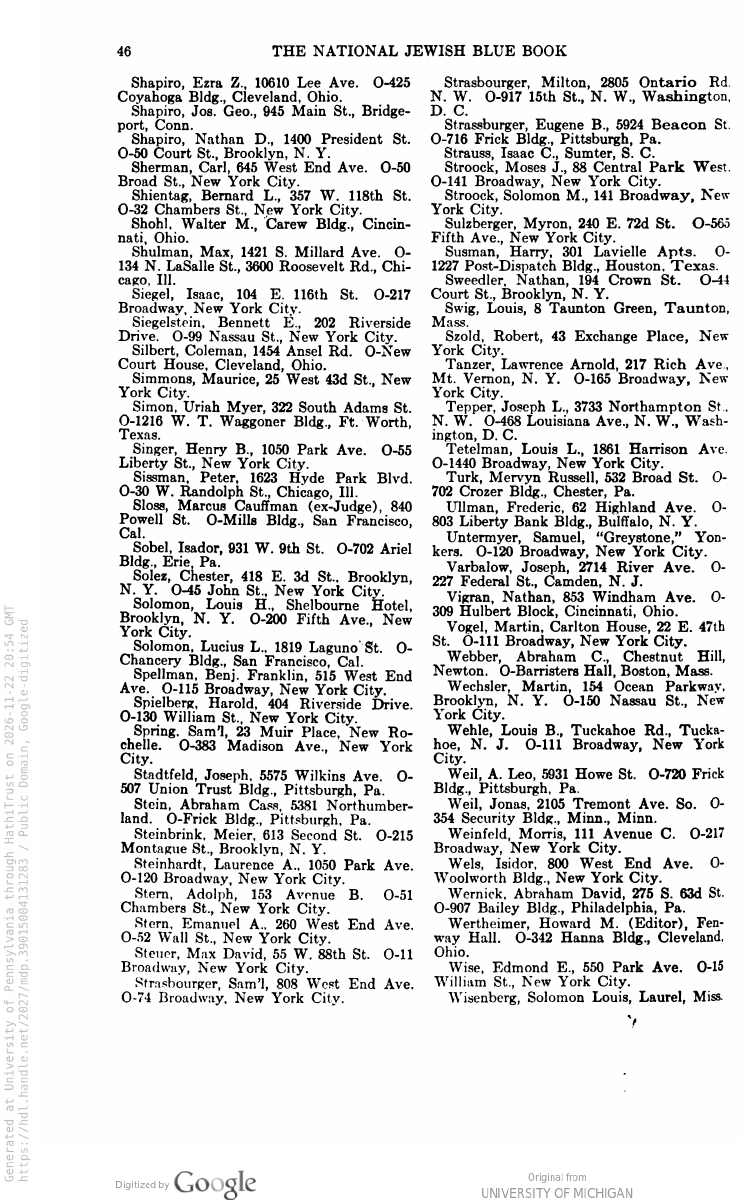 46 THE NATIONAL JEWISH BLUE BOOK
Shapiro, Ezra Z., 10610 Lee Ave. O-425
Coyahoga Bldg., Cleveland, Ohio.
Shapiro, Jos. Geo., 945 Main St., Bridge-
port, Conn.
Shapiro, Nathan D., 1400 President St.
O-50 Court St., Brooklyn, N. Y.
Sherman, Carl, 645 West End Ave. O-50
Broad St., New York City.
Shientag, Bernard L., 357 W. 118th St.
O-32 Chambers St., New York City.
Shohl, Walter M., Carew Bldg., Cincin-
nati, Ohio.
Shulman, Max, 1421 S. Millard Ave. O-
134 N. LaSalle St., 3600 Roosevelt Rd., Chi-
cago, Ill.
Siegel, Isaac, 104 E. 116th St. O-217
Broadway, New York City.
Siegelstein, Bennett E., 202 Riverside
Drive. O-99 Nassau St., New York City.
Silbert, Coleman, 1454 Ansel Rd. O-New
Court House, Cleveland, Ohio.
Simmons, Maurice, 25 West 43d St., New
York City.
Simon, Uriah Myer, 322 South Adams St.
O-1216 W. T. Waggoner Bldg., Ft. Worth,
Texas.
Singer, Henry B., 1050 Park Ave. O-55
Liberty St., New York City.
Sissman, Peter, 1623 Hyde Park Blvd.
O-30 W. Randolph St., Chicago, Ill.
Sloss, Marcus Cauffman (ex-Judge), 840
Powell St. O-Mills Bldg., San Francisco,
Cal.
Sobel, Isador, 931 W. 9th St. O-702 Ariel
Bldg., Erie, Pa.
Solez, Chester, 418 E. 3d St., Brooklyn,
N. Y. O-45 John St., New York City.
Solomon, Louis H., Shelbourne Hotel,
Brooklyn, N. Y. O-200 Fifth Ave., New
York City.
Solomon, Lucius L., 1819 Laguno St. O-
Chancery Bldg., San Francisco, Cal.
Spellman, Benj. Franklin, 515 West End
Ave. O-115 Broadway, New York City.
Spielberg, Harold, 404 Riverside Drive.
O-130 William St., New York City.
Spring, Sam'l, 23 Muir Place, New Ro-
chelle. O-383 Madison Ave., New York
City.
Stadtfeld, Joseph, 5575 Wilkins Ave. O-
507 Union Trust Bldg., Pittsburgh, Pa.
Stein, Abraham Cass, 5381 Northumber-
land. O-Frick Bldg., Pittsburgh, Pa.
Steinbrink, Meier, 613 Second St. O-215
Montague St., Brooklyn, N. Y.
Steinhardt, Laurence A., 1050 Park Ave.
O-120 Broadway, New York City.
Stern, Adolph, 153 Avenue B. O-51
Chambers St., New York City.
Stern, Emanuel A., 260 West End Ave.
O-52 Wall St., New York City.
Steuer, Max David, 55 W. 88th St. O-11
Broadway, New York City.
Strasbourger, Sam'l, 808 West End Ave.
O-74 Broadway, New York City.
Strasbourger, Milton, 2805 Ontario Rd.
N. W. O-917 15th St., N. W., Washington,
D. C.
Strassburger, Eugene B., 5924 Beacon St.
O-716 Frick Bldg., Pittsburgh, Pa.
Strauss, Isaac C., Sumter, S. C.
Stroock, Moses J., 88 Central Park West.
O-141 Broadway, New York City.
Stroock, Solomon M., 141 Broadway, New
York City.
Sulzberger, Myron, 240 E. 72d St. O-565
Fifth Ave., New York City.
Susman, Harry, 301 Lavielle Apts. O-
1227 Post-Dispatch Bldg., Houston, Texas.
Sweedler, Nathan, 194 Crown St. O-44
Court St., Brooklyn, N. Y.
Swig, Louis, 8 Taunton Green, Taunton,
Mass.
Szold, Robert, 43 Exchange Place, New
York City.
Tanzer, Lawrence Arnold, 217 Rich Ave.,
Mt. Vernon, N. Y. O-165 Broadway, New
York City.
Tepper, Joseph L., 3733 Northampton St.,
N. W. O-468 Louisiana Ave., N. W., Wash-
ington, D. C.
Tetelman, Louis L., 1861 Harrison Ave.
O-1440 Broadway, New York City.
Turk, Mervyn Russell, 532 Broad St. O-
702 Crozer Bldg., Chester, Pa.
Ullman, Frederic, 62 Highland Ave. O-
803 Liberty Bank Bldg., Bulffalo, N. Y.
Untermyer, Samuel, "Greystone," Yon-
kers. O-120 Broadway, New York City.
Varbalow, Joseph, 2714 River Ave. O-
227 Federal St., Camden, N. J.
Vigran, Nathan, 853 Windham Ave. O-
309 Hulbert Block, Cincinnati, Ohio.
Vogel, Martin, Carlton House, 22 E. 47th
St. O-111 Broadway, New York City.
Webber, Abraham C., Chestnut Hill,
Newton. O-Barristers Hall, Boston, Mass.
Wechsler, Martin, 154 Ocean Parkway,
Brooklyn, N. Y. O-150 Nassau St., New
York City.
Wehle, Louis B., Tuckahoe Rd., Tucka-
hoe, N. J. O-111 Broadway, New York
City.
Weil, A. Leo, 5931 Howe St. O-720 Frick
Bldg., Pittsburgh, Pa.
Weil, Jonas, 2105 Tremont Ave. So. O-
354 Security Bldg., Minn., Minn.
Weinfeld, Morris, 111 Avenue C. O-217
Broadway, New York City.
Wels, Isidor, 800 West End Ave. O-
Woolworth Bldg., New York City.
Wernick, Abraham David, 275 S. 63d St.
O-907 Bailey Bldg., Philadelphia, Pa.
Wertheimer, Howard M. (Editor), Fen-
way Hall. O-342 Hanna Bldg., Cleveland,
Ohio.
Wise, Edmond E., 550 Park Ave. O-15
William St., New York City.
Wisenberg, Solomon Louis, Laurel, Miss.
Generated at University of Pennsylvania through HathiTrust on 2026-11-22 20:54 GMT
https://hdl.handle.net/2027/mdp.39015004131283 / Public Domain, Google-digitized
Digitized by Google
Original from
UNIVERSITY OF MICHIGAN